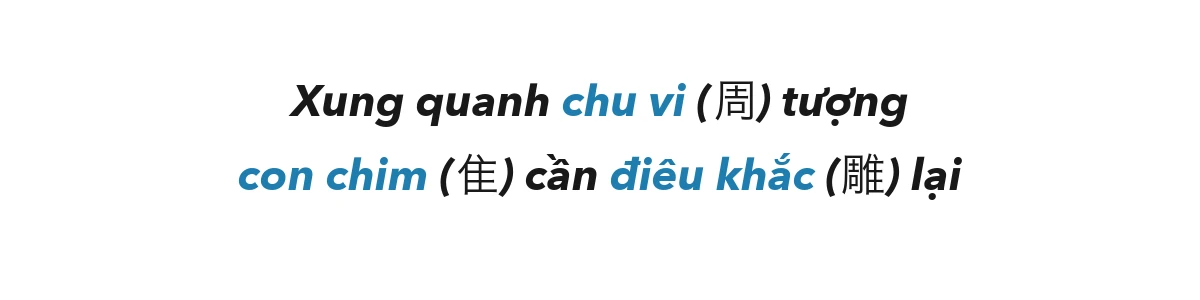 Xung quanh chu vi (周) tượng
con chim (隹) cần điêu khắc (雕) lại